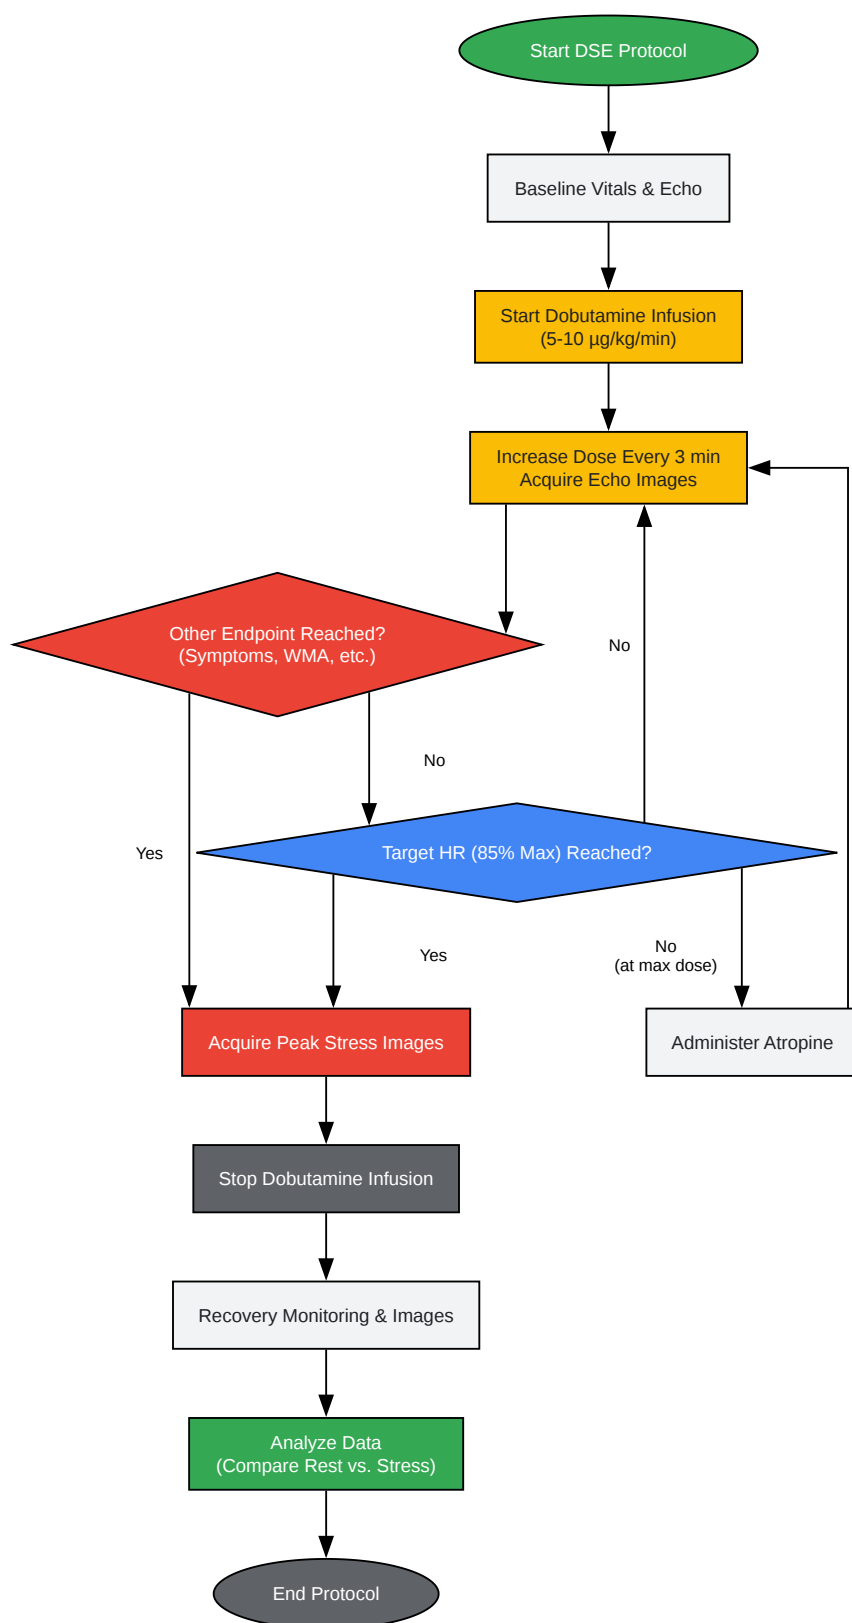 Start DSE Protocol
Baseline Vitals & Echo
Start Dobutamine Infusion
(5-10 µg/kg/min)
Increase Dose Every 3 min
Acquire Echo Images
Other Endpoint Reached?
(Symptoms, WMA, etc.)
No
No
Yes
Target HR (85% Max) Reached?
Yes
No
(at max dose)
Acquire Peak Stress Images
Administer Atropine
Stop Dobutamine Infusion
Recovery Monitoring & Images
Analyze Data
(Compare Rest vs. Stress)
End Protocol